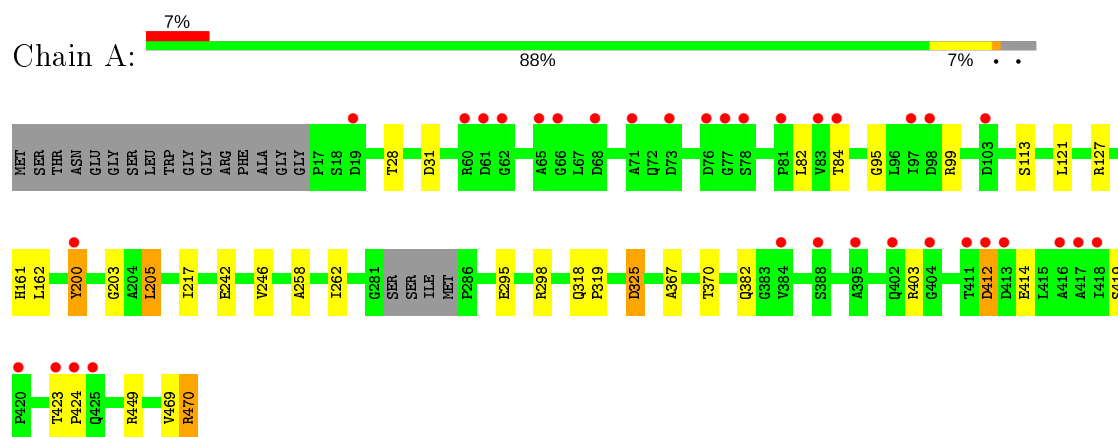 7%
Chain A:
88% 7% • •
MET SER THR ASN GLU GLY SER LEU TRP GLY GLY ARG PHE ALA GLY GLY P17 S18 D19 T28 D31 R60 D61 G62 A65 G66 L67 D68 A71 Q72 D73 D76 G77 S78 P81 L82 V83 T84 G95 L96 I97 D98 R99 D103 S113 L121 R127
H161 L162 Y200 G203 A204 L205 I217 E242 V246 A258 I262 G281 SER SER ILE MET P286 E295 R298 Q318 P319 D325 A367 T370 Q382 G383 V384 S388 A395 Q402 R403 G404 T411 D412 D413 E414 L415 A416 A417 I418 S419
P420 T423 P424 Q425 R449 V469 R470